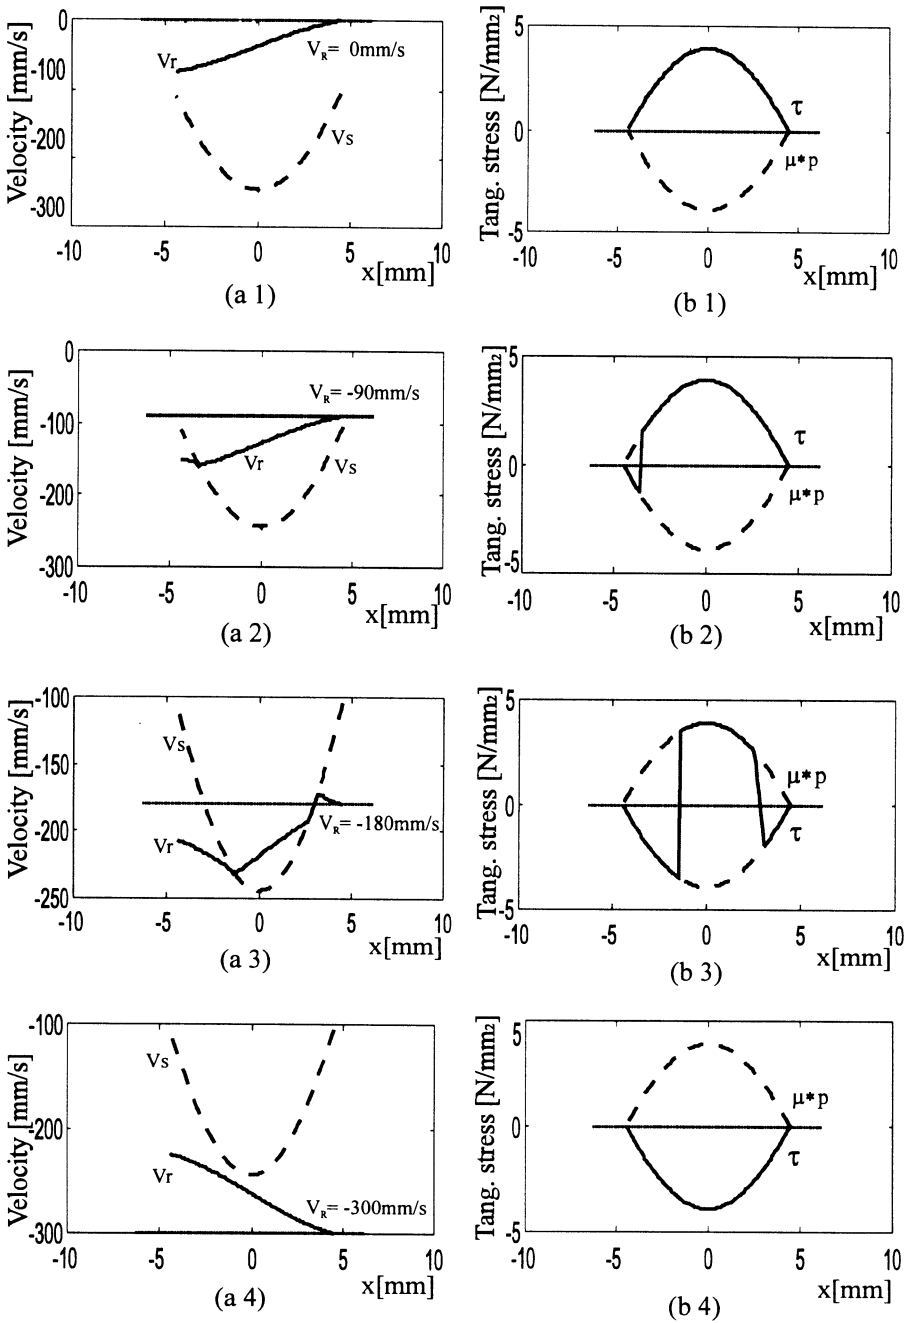 Velocity [mm/s]
0
-100
-200
-300
Vr
V_R= 0mm/s
Vs
-10 -5 0 5 10
x[mm]
(a 1)
Tang. stress [N/mm2]
5
0
-5
τ
μ*p
-10 -5 0 5 10
x[mm]
(b 1)
Velocity [mm/s]
0
-100
-200
-300
V_R= -90mm/s
Vr
Vs
-10 -5 0 5 10
x[mm]
(a 2)
Tang. stress [N/mm2]
5
0
-5
τ
μ*p
-10 -5 0 5 10
x[mm]
(b 2)
Velocity [mm/s]
-100
-150
-200
-250
Vs
V_R= -180mm/s
Vr
-10 -5 0 5 10
x[mm]
(a 3)
Tang. stress [N/mm2]
5
0
-5
μ*p
τ
-10 -5 0 5 10
x[mm]
(b 3)
Velocity [mm/s]
-100
-200
-300
Vs
Vr
V_R= -300mm/s
-10 -5 0 5 10
x[mm]
(a 4)
Tang. stress [N/mm2]
5
0
-5
μ*p
τ
-10 -5 0 5 10
x[mm]
(b 4)